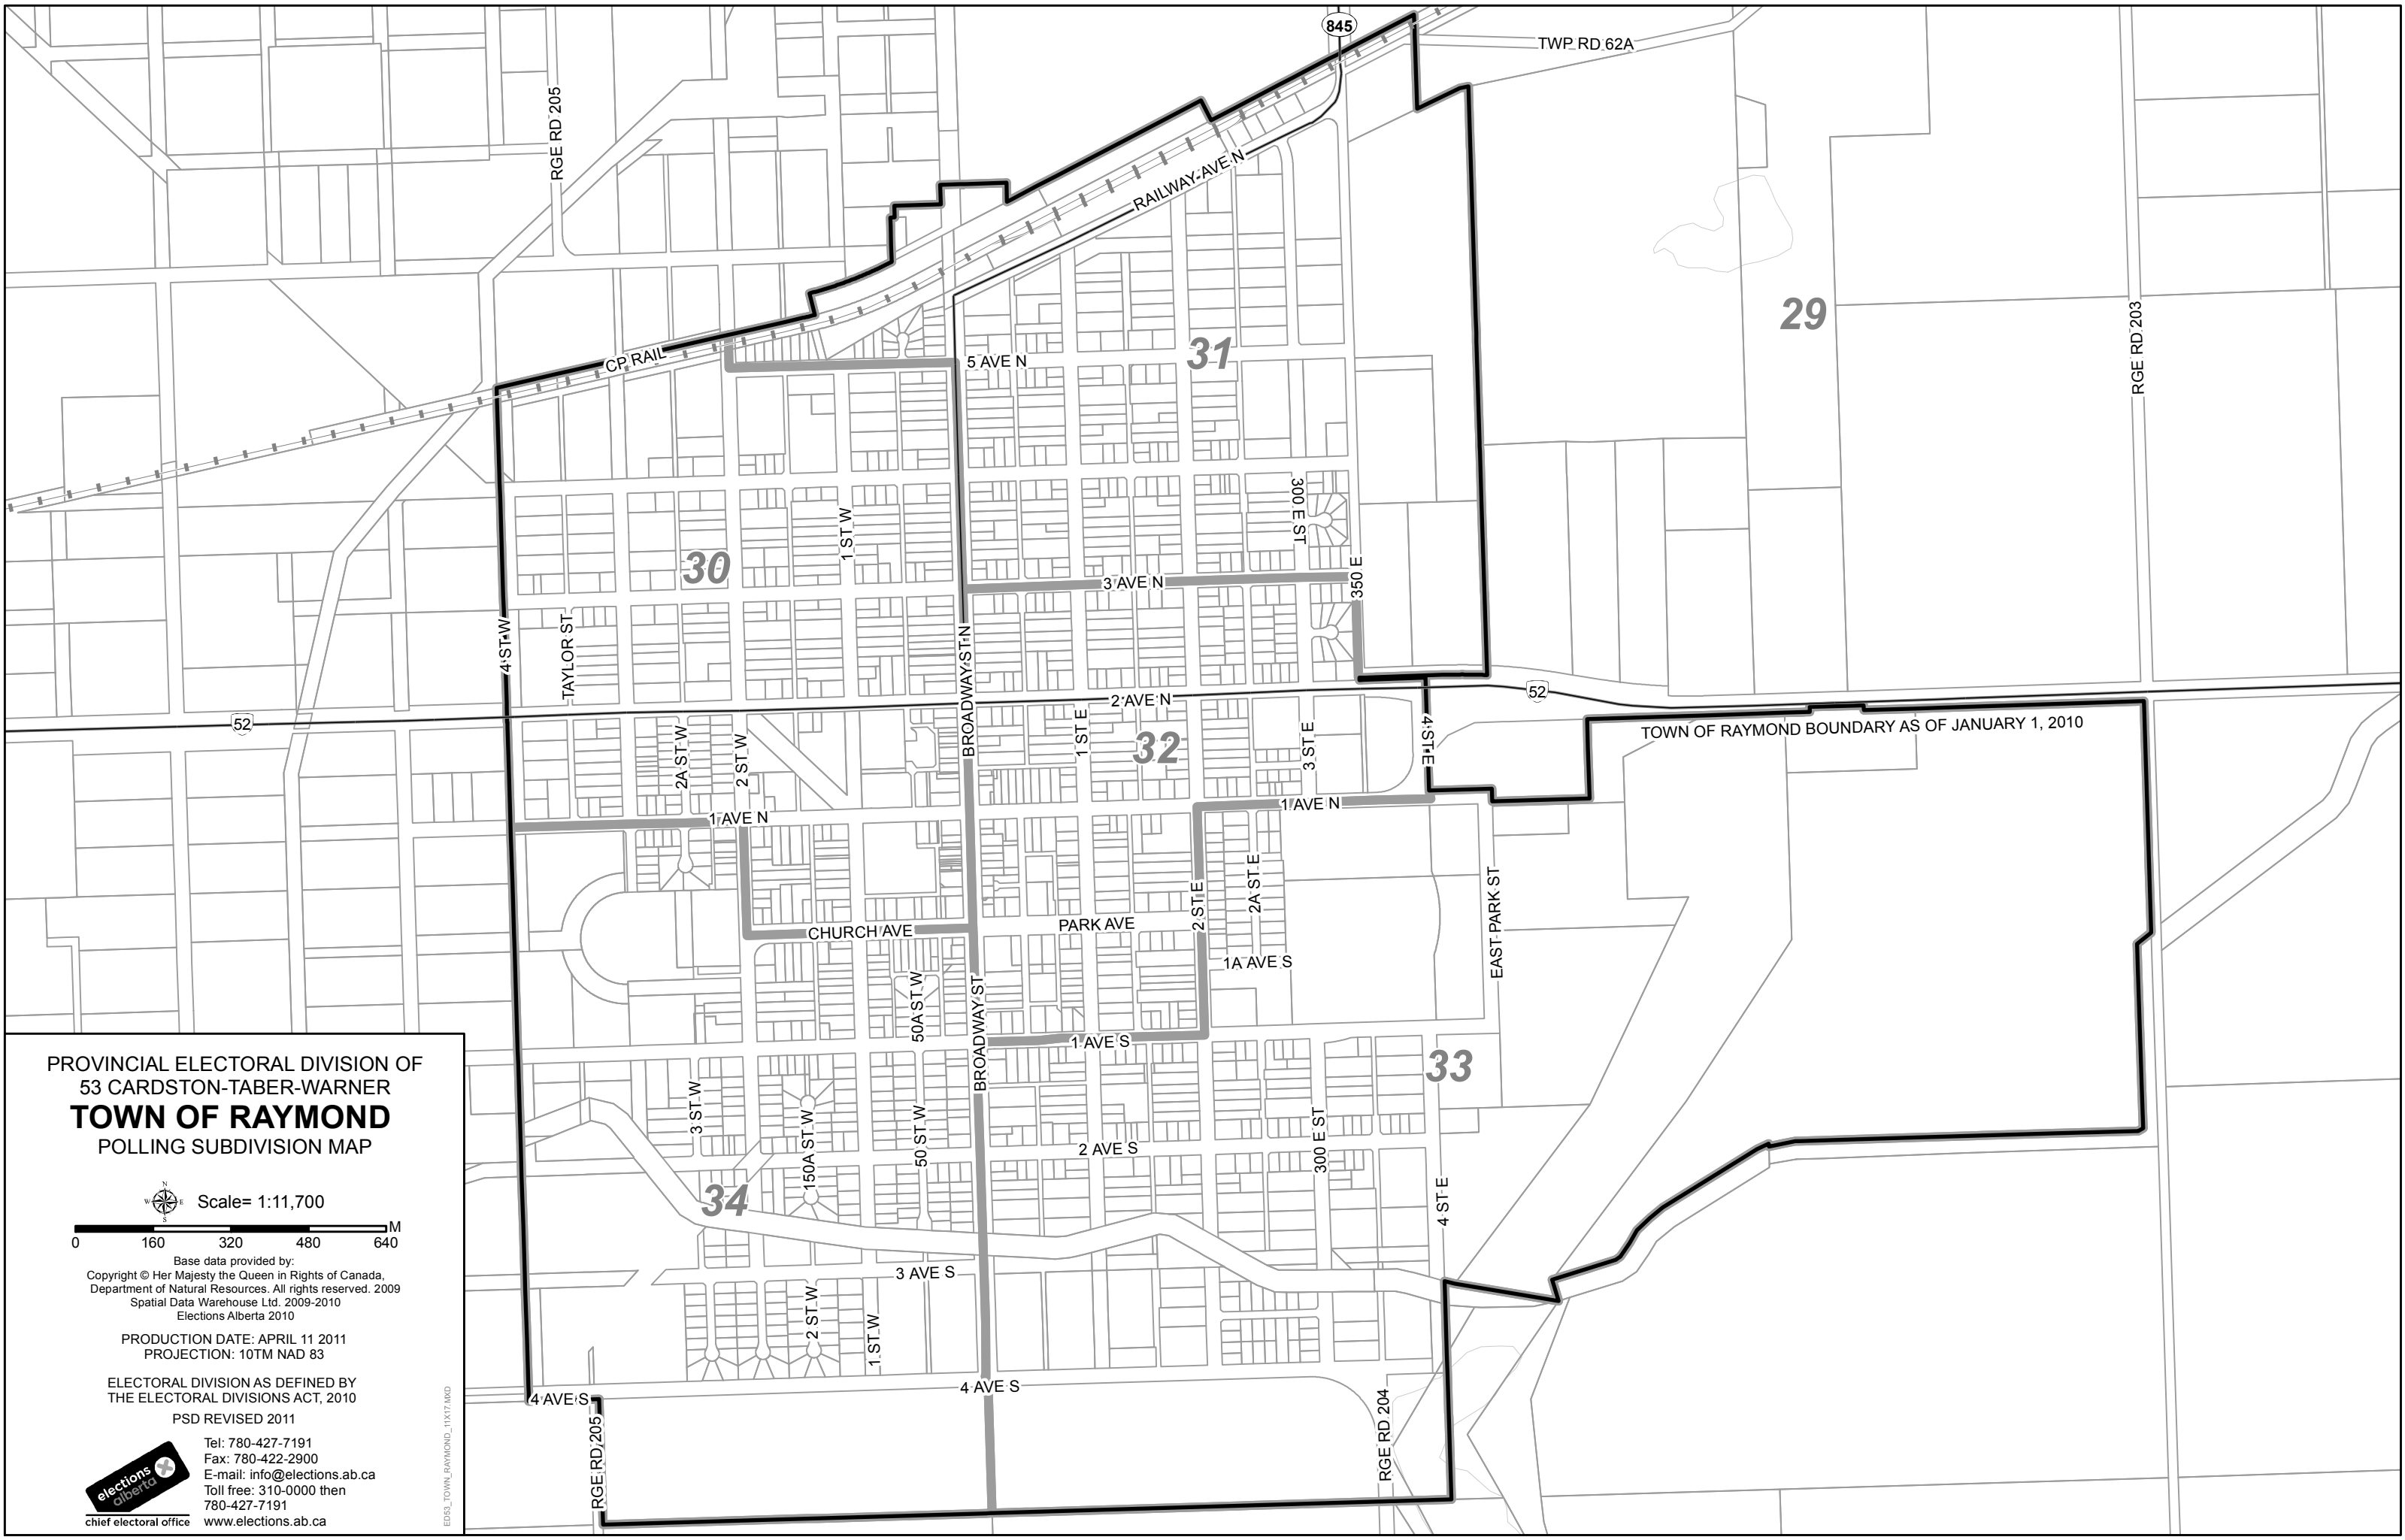 845
TWP RD 62A
RGE RD 205
RAILWAY AVE N
29
RGE RD 203
31
CP RAIL
5 AVE N
300 E ST
1 ST W
30
3 AVE N
350 E
4 ST W
TAYLOR ST
BROADWAY ST N
2 AVE N
52
52
TOWN OF RAYMOND BOUNDARY AS OF JANUARY 1, 2010
2A ST W
2 ST W
1 ST E
32
3 ST E
4 ST E
1 AVE N
1 AVE N
2 ST E
2A ST E
EAST PARK ST
CHURCH AVE
PARK AVE
1A AVE S
50A ST W
BROADWAY ST
1 AVE S
33
3 ST W
150A ST W
50 ST W
2 AVE S
300 E ST
34
4 ST E
3 AVE S
2 ST W
1 ST W
4 AVE S
4 AVE S
RGE RD 205
RGE RD 204
PROVINCIAL ELECTORAL DIVISION OF
53 CARDSTON-TABER-WARNER
TOWN OF RAYMOND
POLLING SUBDIVISION MAP
N
W E
S
Scale= 1:11,700
M
0 160 320 480 640
Base data provided by:
Copyright © Her Majesty the Queen in Rights of Canada,
Department of Natural Resources. All rights reserved. 2009
Spatial Data Warehouse Ltd. 2009-2010
Elections Alberta 2010
PRODUCTION DATE: APRIL 11 2011
PROJECTION: 10TM NAD 83
ELECTORAL DIVISION AS DEFINED BY
THE ELECTORAL DIVISIONS ACT, 2010
PSD REVISED 2011
elections
alberta
chief electoral office
Tel: 780-427-7191
Fax: 780-422-2900
E-mail: info@elections.ab.ca
Toll free: 310-0000 then
780-427-7191
www.elections.ab.ca
ED53_TOWN_RAYMOND_11X17.MXD